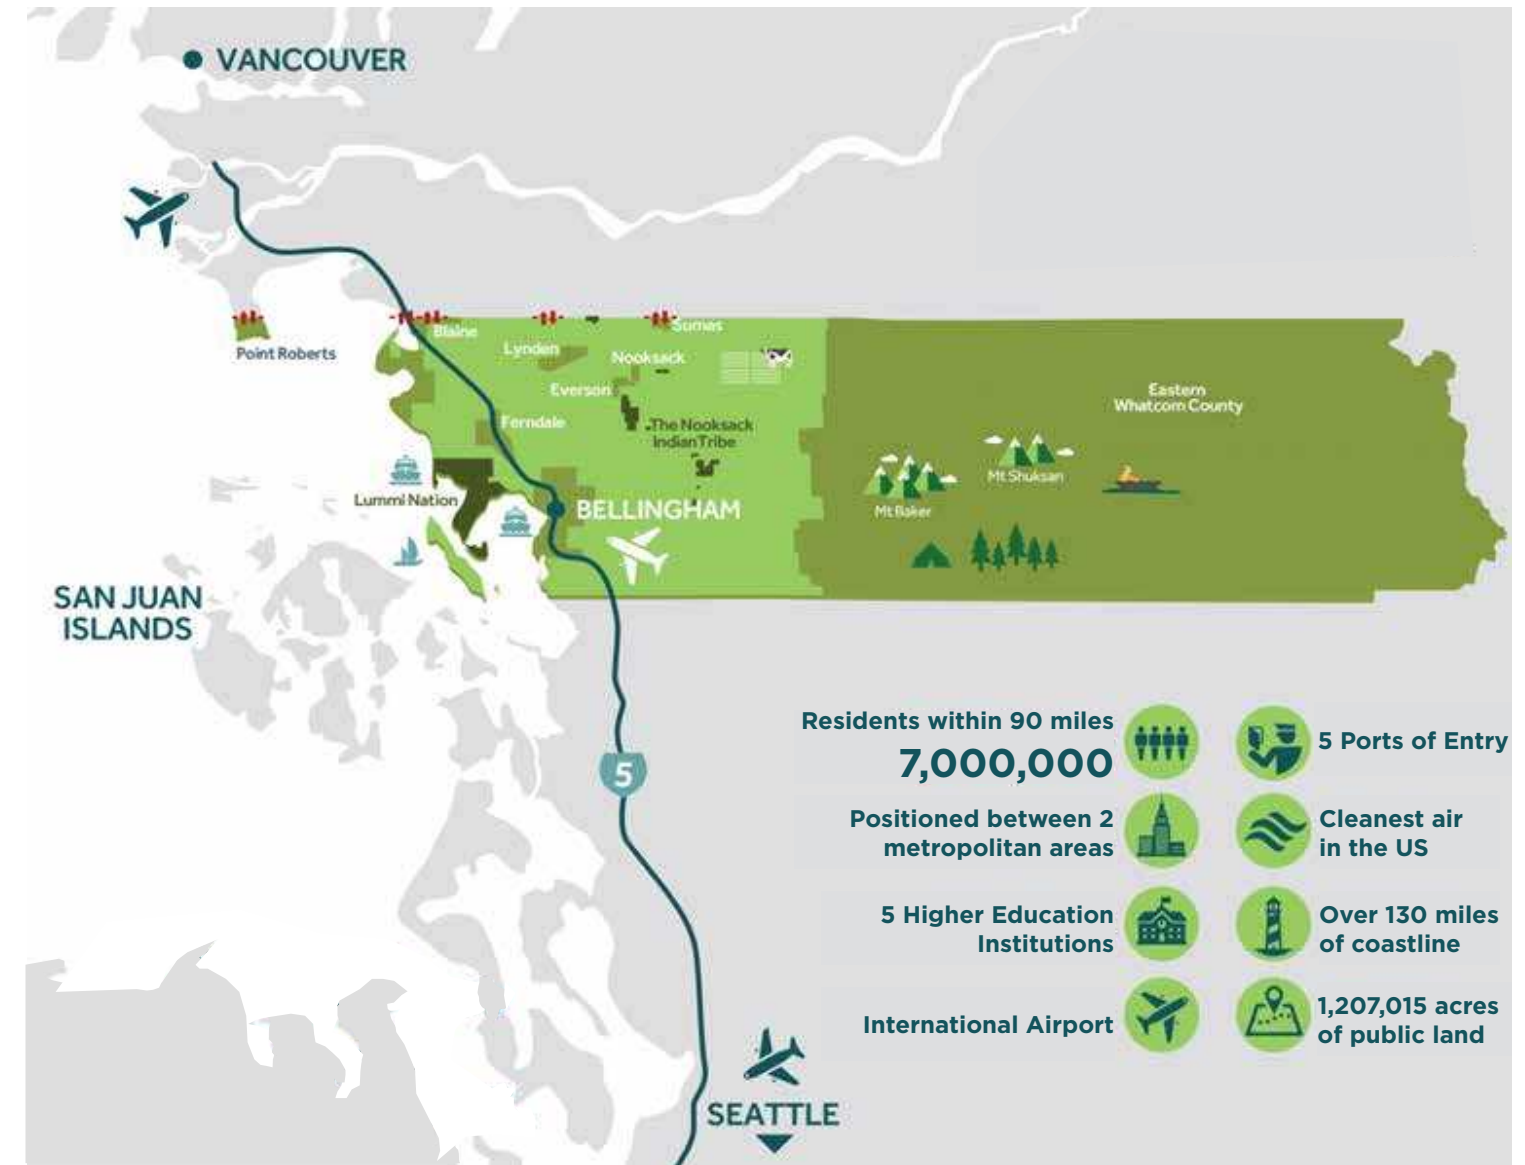 VANCOUVER
Point Roberts
Blaine
Sumas
Lynden
Nooksack
Everson
Ferndale
The Nooksack
Indian Tribe
Eastern
Whatcom County
Mt Shuksan
Mt Baker
Lummi Nation
BELLINGHAM
SAN JUAN
ISLANDS
5
Residents within 90 miles
7,000,000
5 Ports of Entry
Positioned between 2
metropolitan areas
Cleanest air
in the US
5 Higher Education
Institutions
Over 130 miles
of coastline
International Airport
1,207,015 acres
of public land
SEATTLE